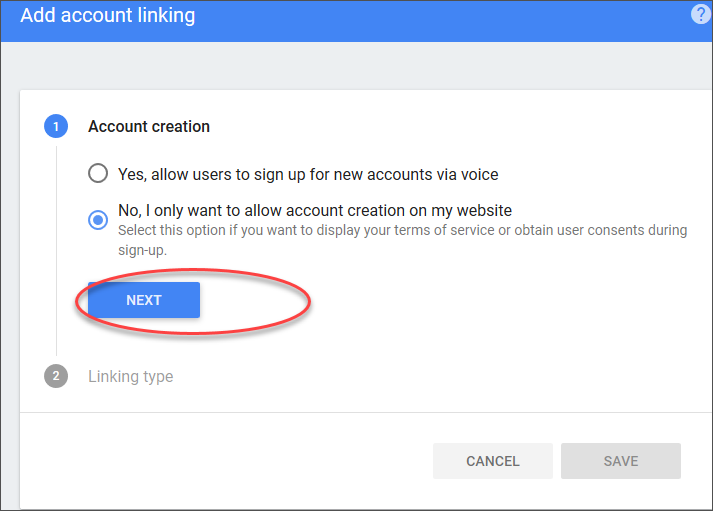 Add account linking
?
1
Account creation
Yes, allow users to sign up for new accounts via voice
No, I only want to allow account creation on my website
Select this option if you want to display your terms of service or obtain user consents during
sign-up.
NEXT
2
Linking type
CANCEL
SAVE